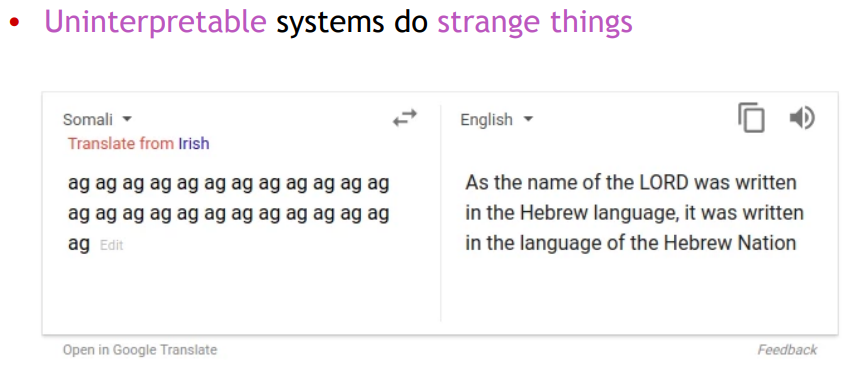 • Uninterpretable systems do strange things
Somali
English
Translate from Irish
ag ag ag ag ag ag ag ag ag ag ag ag
ag ag ag ag ag ag ag ag ag ag ag ag
ag Edit
As the name of the LORD was written
in the Hebrew language, it was written
in the language of the Hebrew Nation
Open in Google Translate
Feedback